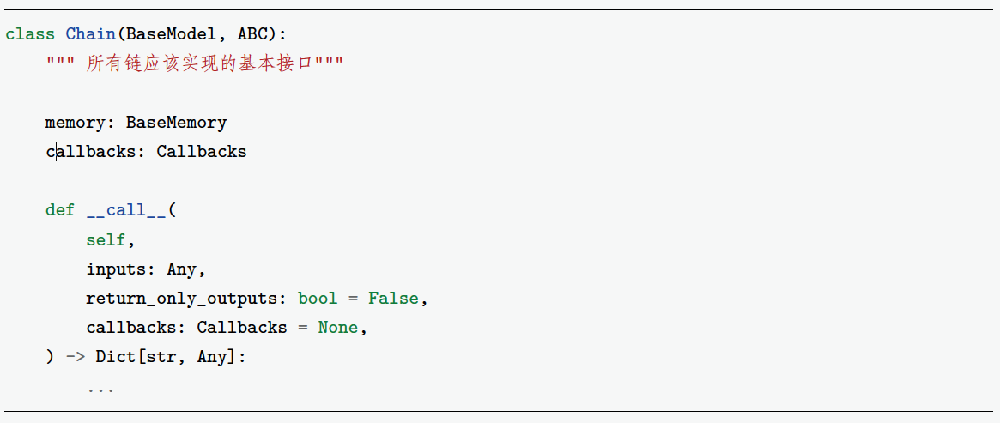 class Chain(BaseModel, ABC):
    """ 所有链应该实现的基本接口"""
    memory: BaseMemory
    callbacks: Callbacks
    def __call__(
        self,
        inputs: Any,
        return_only_outputs: bool = False,
        callbacks: Callbacks = None,
    ) -> Dict[str, Any]:
        ...